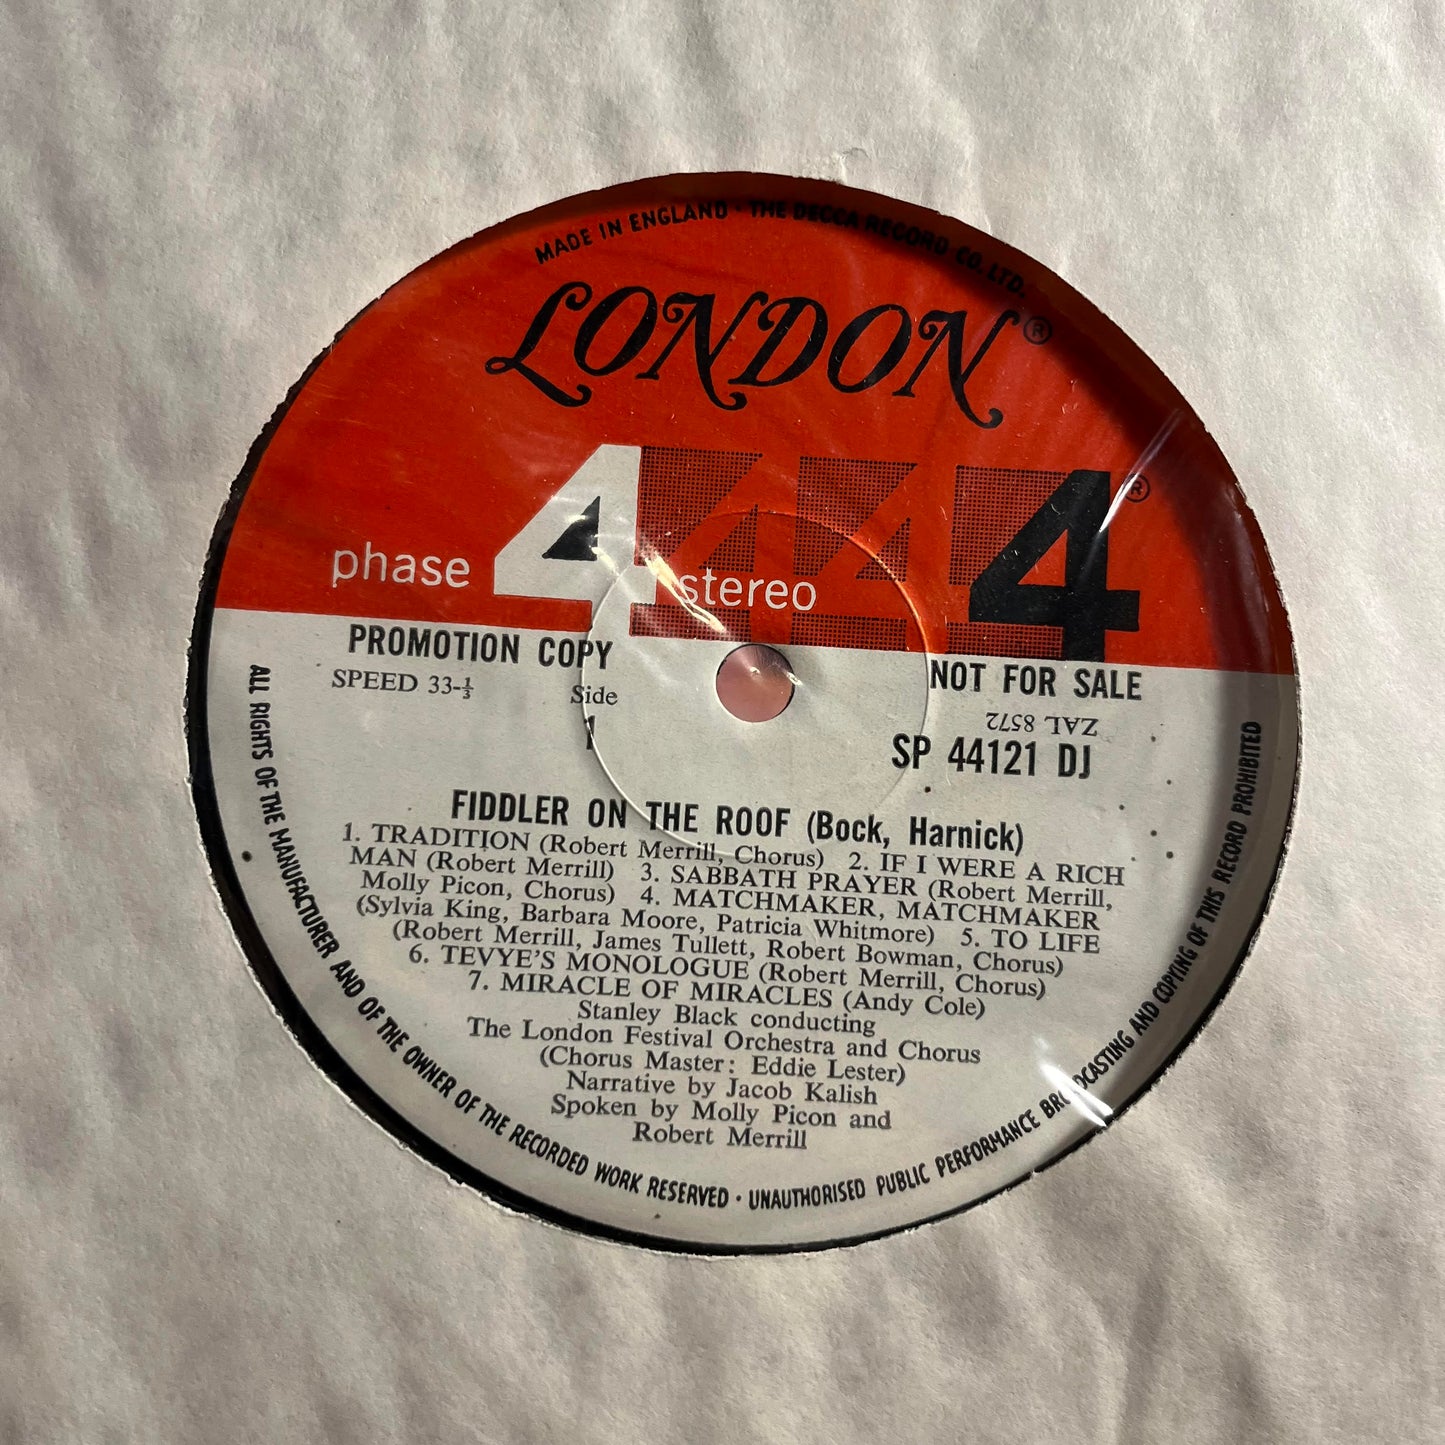 MADE IN ENGLAND · THE DECCA RECORD CO. LTD.
LONDON®
phase 4 stereo 4®
PROMOTION COPY NOT FOR SALE
SPEED 33-⅓ Side ZAL 8572
1 SP 44121 DJ
FIDDLER ON THE ROOF (Bock, Harnick)
1. TRADITION (Robert Merrill, Chorus) 2. IF I WERE A RICH
MAN (Robert Merrill) 3. SABBATH PRAYER (Robert Merrill,
Molly Picon, Chorus) 4. MATCHMAKER, MATCHMAKER
(Sylvia King, Barbara Moore, Patricia Whitmore) 5. TO LIFE
(Robert Merrill, James Tullett, Robert Bowman, Chorus)
6. TEVYE'S MONOLOGUE (Robert Merrill, Chorus)
7. MIRACLE OF MIRACLES (Andy Cole)
Stanley Black conducting
The London Festival Orchestra and Chorus
(Chorus Master: Eddie Lester)
Narrative by Jacob Kalish
Spoken by Molly Picon and
Robert Merrill
ALL RIGHTS OF THE MANUFACTURER AND OF THE OWNER OF THE RECORDED WORK RESERVED · UNAUTHORISED PUBLIC PERFORMANCE BROADCASTING AND COPYING OF THIS RECORD PROHIBITED